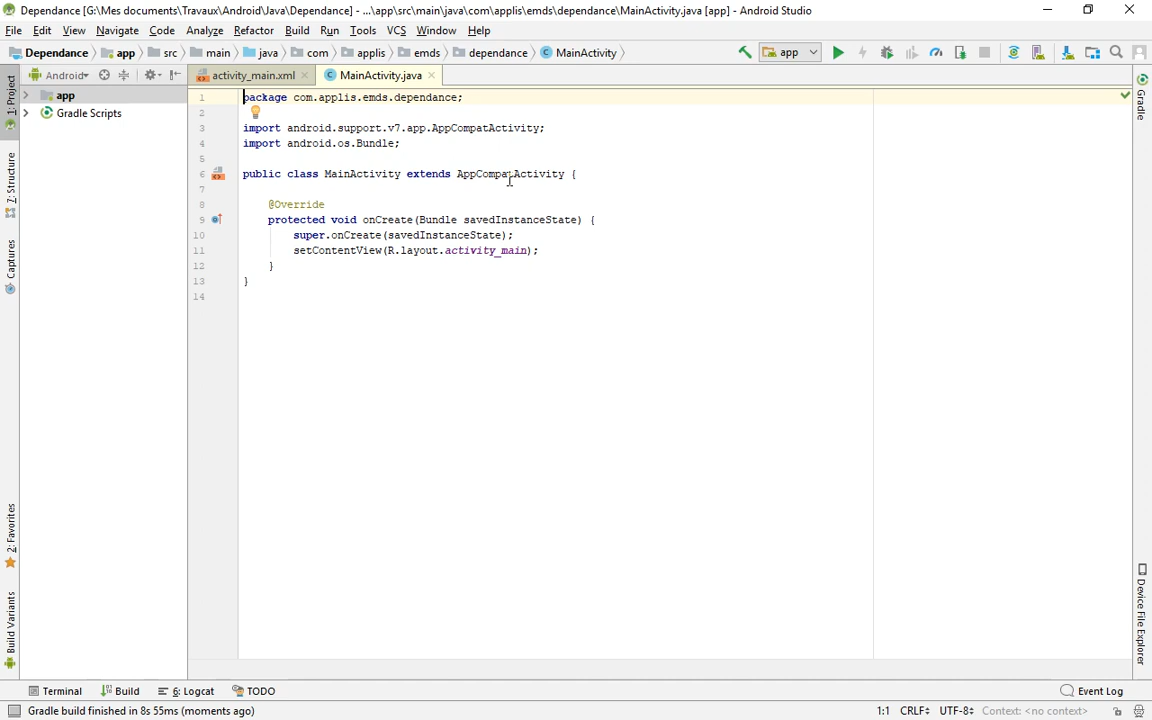 Dependance [G:\Mes documents\Travaux\Android\Java\Dependance] - ...\app\src\main\java\com\applis\emds\dependance\MainActivity.java [app] - Android Studio
File Edit View Navigate Code Analyze Refactor Build Run Tools VCS Window Help
Dependance app src main java com applis emds dependance MainActivity app
Android activity_main.xml MainActivity.java
1: Project
7: Structure
Captures
2: Favorites
Build Variants
app
Gradle Scripts
1 package com.applis.emds.dependance;
2
3 import android.support.v7.app.AppCompatActivity;
4 import android.os.Bundle;
5
6 public class MainActivity extends AppCompatActivity {
7
8 @Override
9 protected void onCreate(Bundle savedInstanceState) {
10 super.onCreate(savedInstanceState);
11 setContentView(R.layout.activity_main);
12 }
13 }
14
Gradle
Device File Explorer
Terminal Build 6: Logcat TODO Event Log
Gradle build finished in 8s 55ms (moments ago) 1:1 CRLF UTF-8 Context: <no context>